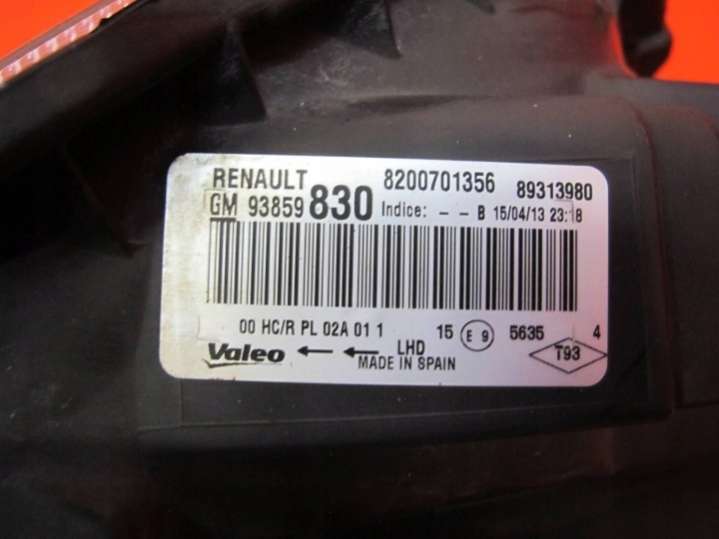 RENAULT 8200701356 89313980
GM 93859 830 Indice: - - B 15/04/13 23:18
00 HC/R PL 02A 01 1 15 E 9 5635 4
Valeo LHD T93
MADE IN SPAIN